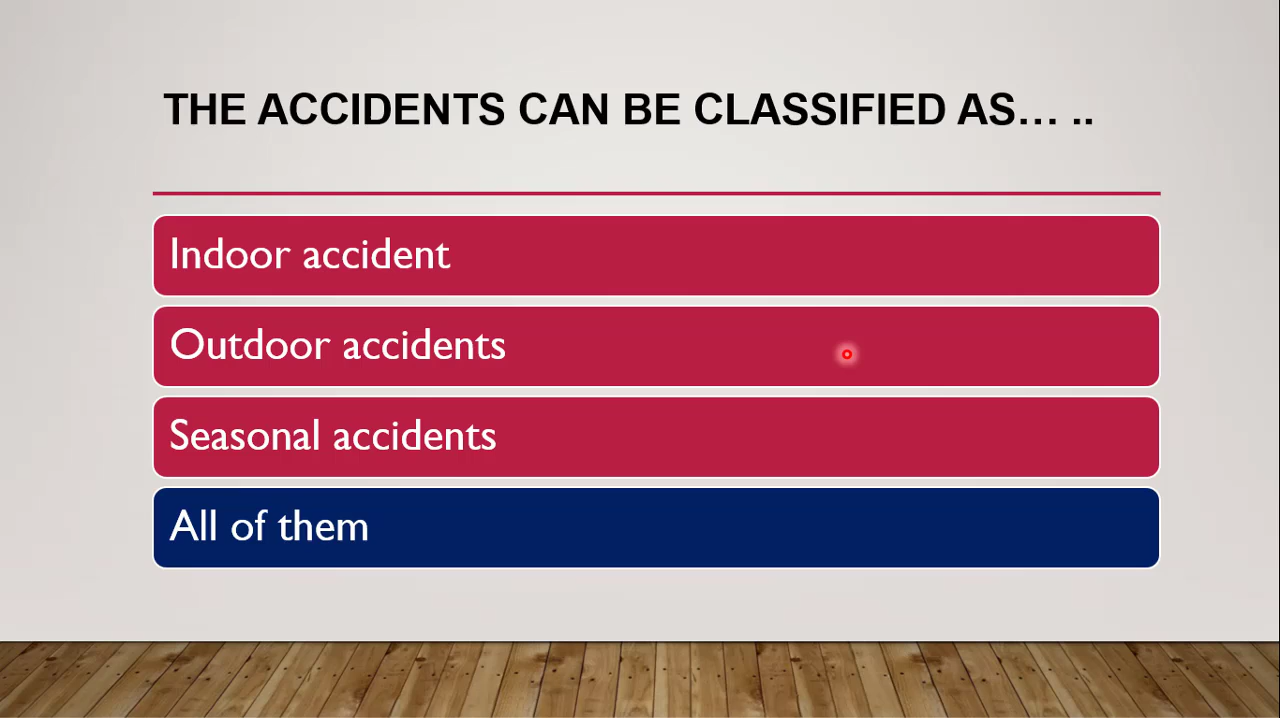 THE ACCIDENTS CAN BE CLASSIFIED AS… ..
Indoor accident
Outdoor accidents
Seasonal accidents
All of them